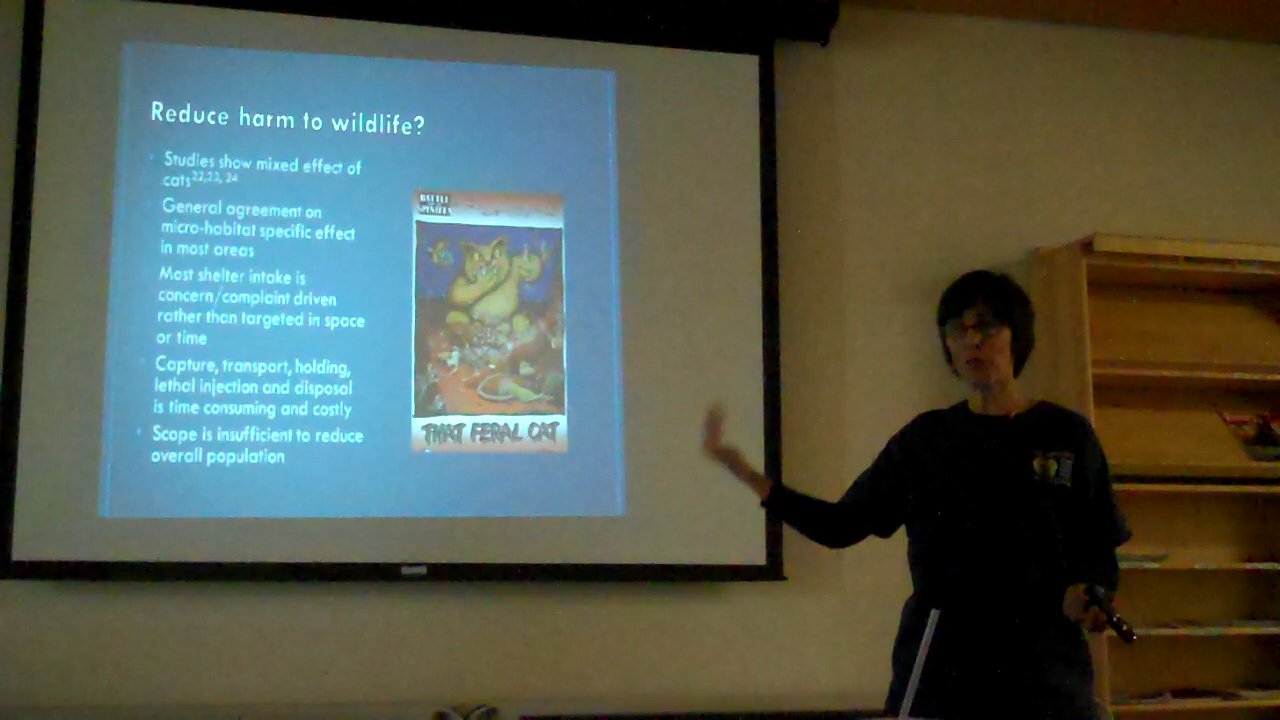 Reduce harm to wildlife?
Studies show mixed effect of
cats22,23, 24
General agreement on
micro-habitat specific effect
in most areas
Most shelter intake is
concern/complaint driven
rather than targeted in space
or time
Capture, transport, holding,
lethal injection and disposal
is time consuming and costly
Scope is insufficient to reduce
overall population
THAT FERAL CAT